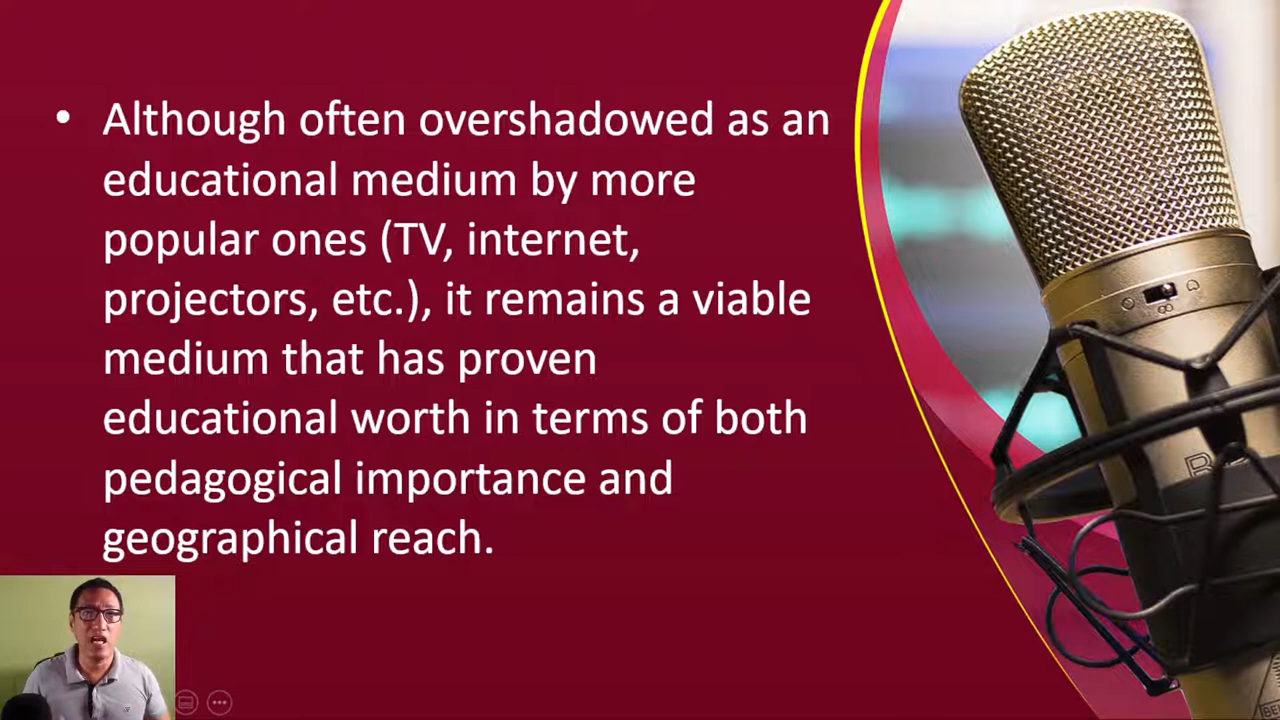 • Although often overshadowed as an
educational medium by more
popular ones (TV, internet,
projectors, etc.), it remains a viable
medium that has proven
educational worth in terms of both
pedagogical importance and
geographical reach.